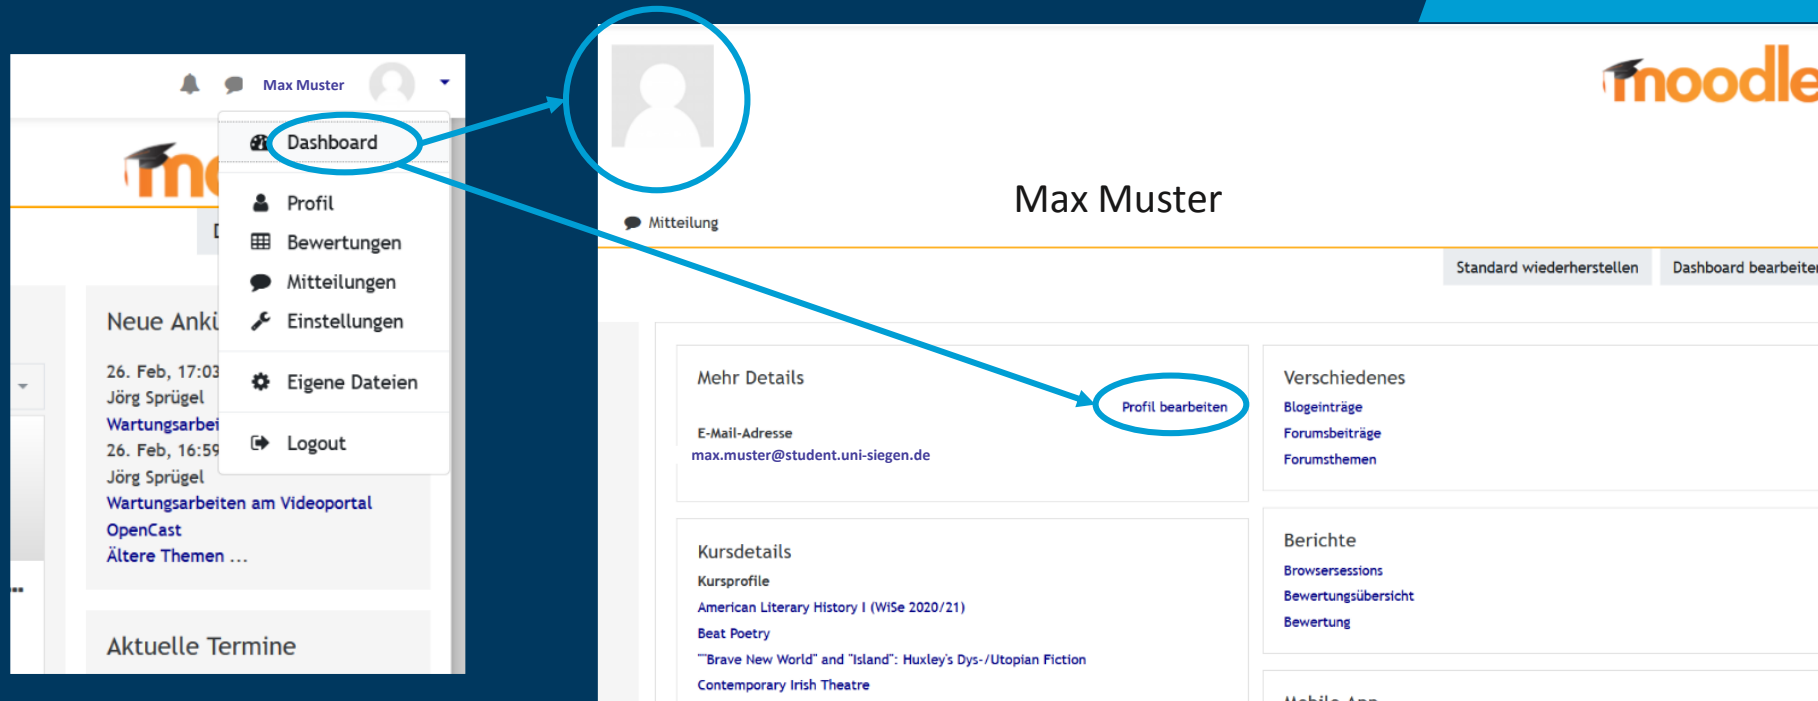 Max Muster
Dashboard
Profil
Bewertungen
Mitteilungen
Einstellungen
Eigene Dateien
Logout
Neue Ankü
26. Feb, 17:03
Jörg Sprügel
Wartungsarbei
26. Feb, 16:59
Jörg Sprügel
Wartungsarbeiten am Videoportal
OpenCast
Ältere Themen ...
Aktuelle Termine
moodle
Max Muster
Mitteilung
Standard wiederherstellen
Dashboard bearbeiten
Mehr Details
Profil bearbeiten
E-Mail-Adresse
max.muster@student.uni-siegen.de
Kursdetails
Kursprofile
American Literary History I (WiSe 2020/21)
Beat Poetry
""Brave New World" and "Island": Huxley's Dys-/Utopian Fiction
Contemporary Irish Theatre
Verschiedenes
Blogeinträge
Forumsbeiträge
Forumsthemen
Berichte
Browsersessions
Bewertungsübersicht
Bewertung
Mobile App